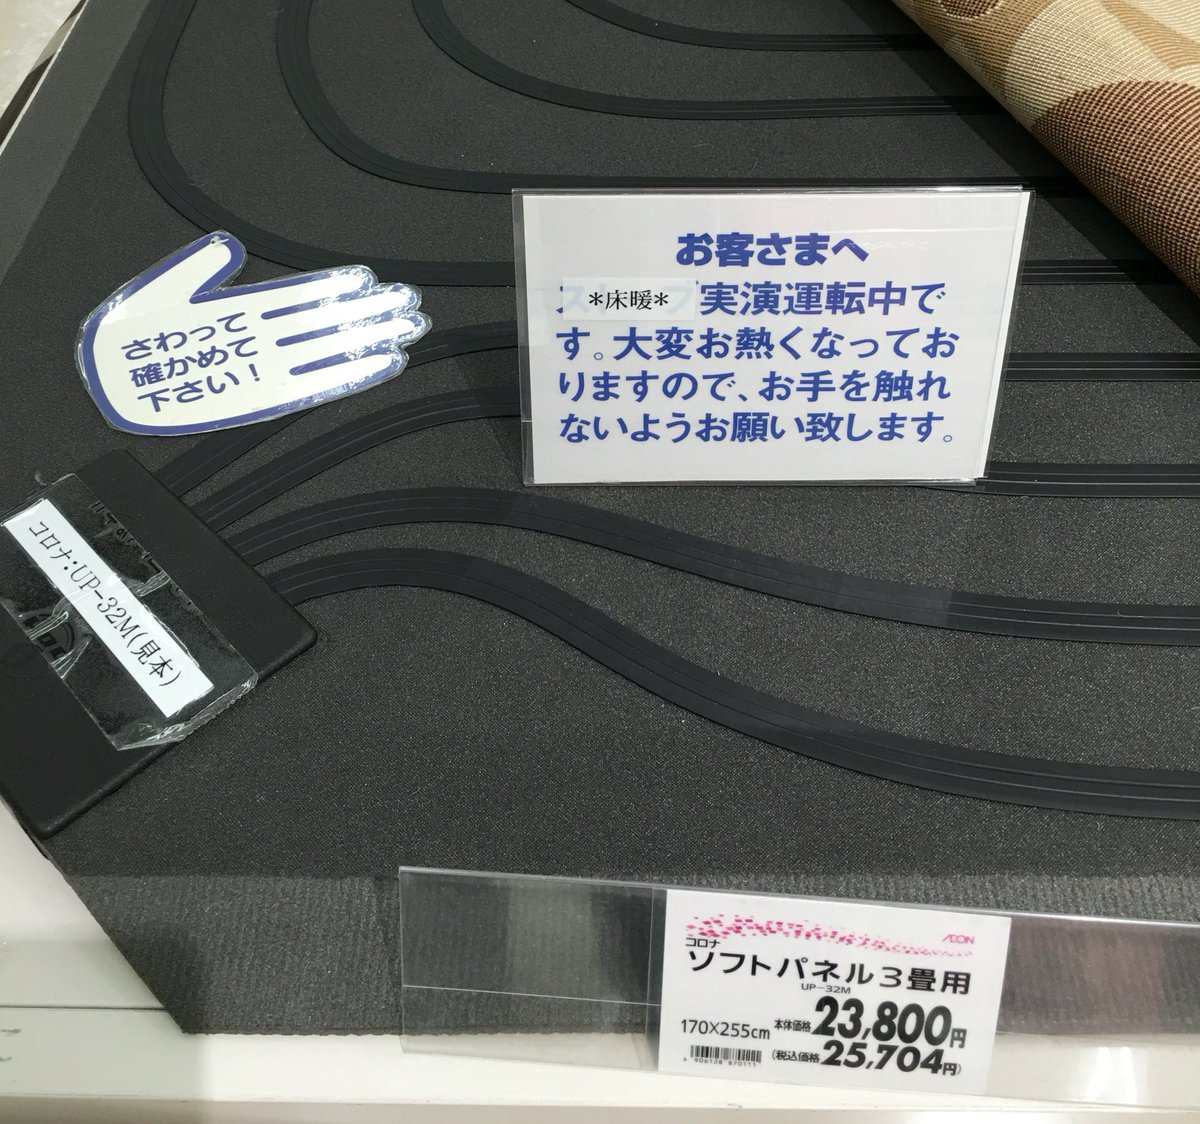 お客さまへ
*床暖* 実演運転中で
す。大変お熱くなってお
りますので、お手を触れ
ないようお願い致します。
さわって
確かめて
下さい!
コロナ:UP-32M(見本)
ÆON
コロナ
ソフトパネル3畳用
UP-32M
170×255cm 本体価格 23,800円
(税込価格 25,704円)
4 906128 870111